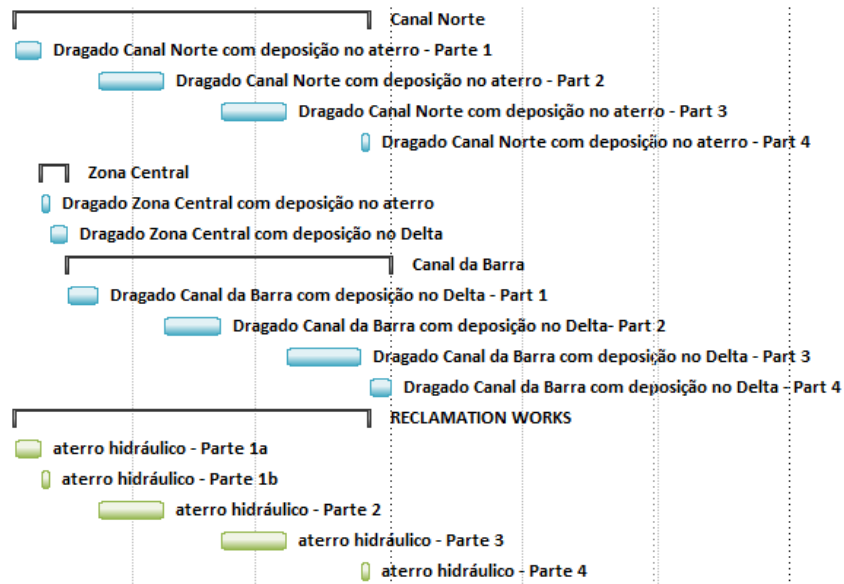 Canal Norte
Dragado Canal Norte com deposição no aterro - Parte 1
Dragado Canal Norte com deposição no aterro - Part 2
Dragado Canal Norte com deposição no aterro - Part 3
Dragado Canal Norte com deposição no aterro - Part 4
Zona Central
Dragado Zona Central com deposição no aterro
Dragado Zona Central com deposição no Delta
Canal da Barra
Dragado Canal da Barra com deposição no Delta - Part 1
Dragado Canal da Barra com deposição no Delta- Part 2
Dragado Canal da Barra com deposição no Delta - Part 3
Dragado Canal da Barra com deposição no Delta - Part 4
RECLAMATION WORKS
aterro hidráulico - Parte 1a
aterro hidráulico - Parte 1b
aterro hidráulico - Parte 2
aterro hidráulico - Parte 3
aterro hidráulico - Parte 4